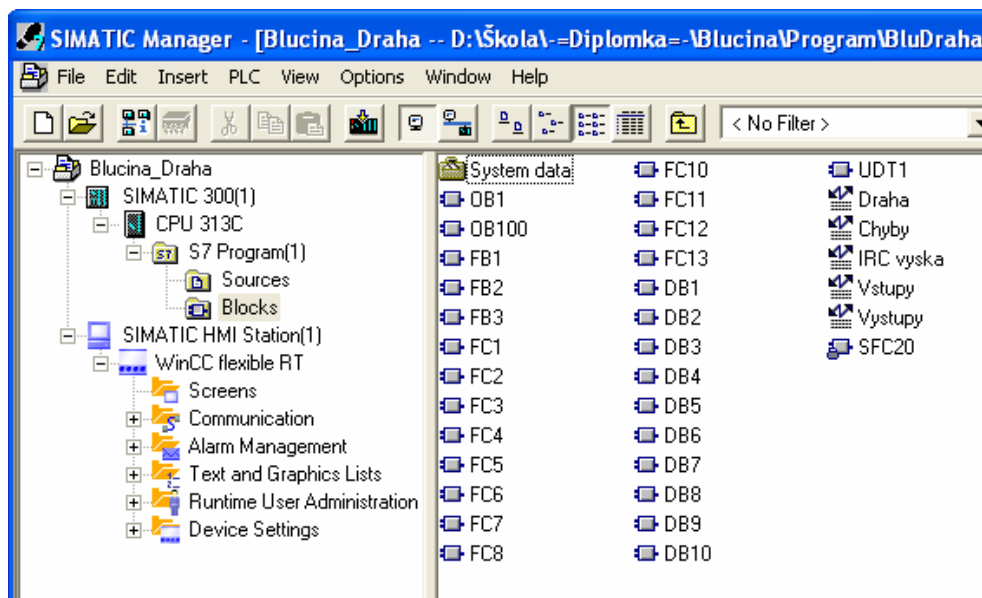 SIMATIC Manager - [Blucina_Draha -- D:\Škola\-=Diplomka=-\Blucina\Program\BluDraha
File Edit Insert PLC View Options Window Help
< No Filter >
Blucina_Draha
SIMATIC 300(1)
CPU 313C
S7 Program(1)
Sources
Blocks
SIMATIC HMI Station(1)
WinCC flexible RT
Screens
Communication
Alarm Management
Text and Graphics Lists
Runtime User Administration
Device Settings
System data
OB1
OB100
FB1
FB2
FB3
FC1
FC2
FC3
FC4
FC5
FC6
FC7
FC8
FC10
FC11
FC12
FC13
DB1
DB2
DB3
DB4
DB5
DB6
DB7
DB8
DB9
DB10
UDT1
Draha
Chyby
IRC vyska
Vstupy
Vystupy
SFC20